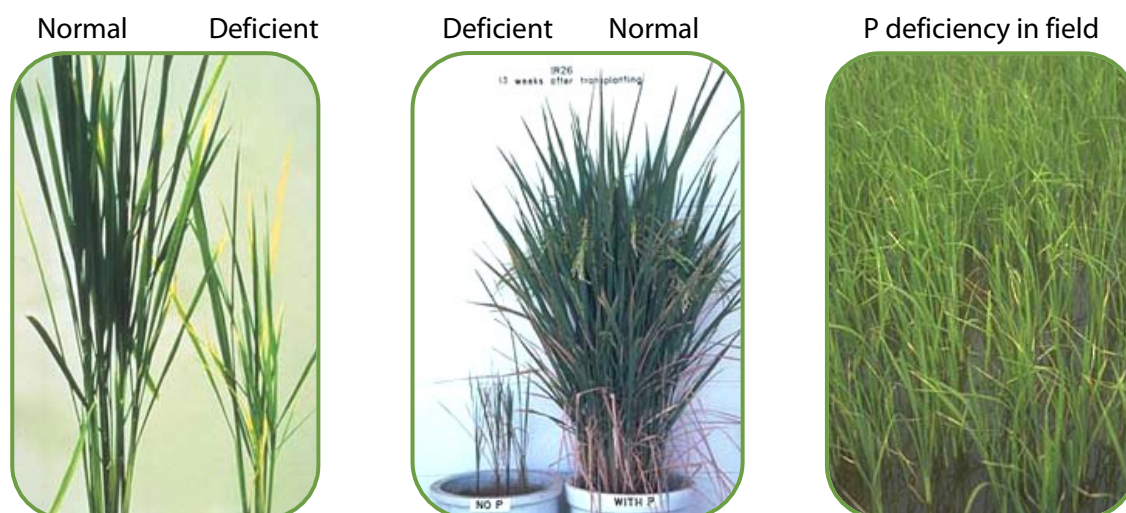 Normal Deficient
Deficient Normal
P deficiency in field
IR26
13 weeks after transplanting
NO P
WITH P